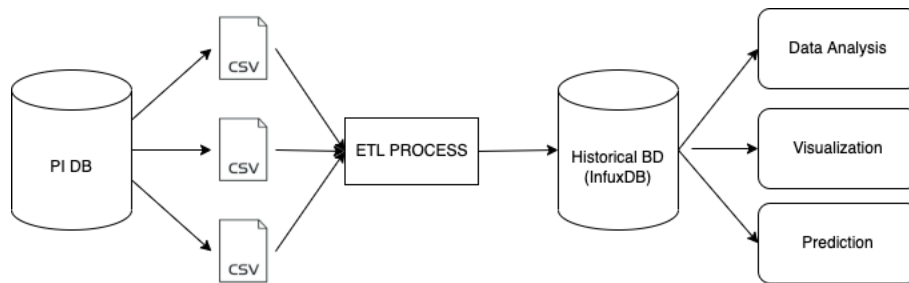 PI DB
CSV
CSV
CSV
ETL PROCESS
Historical BD
(InfuxDB)
Data Analysis
Visualization
Prediction